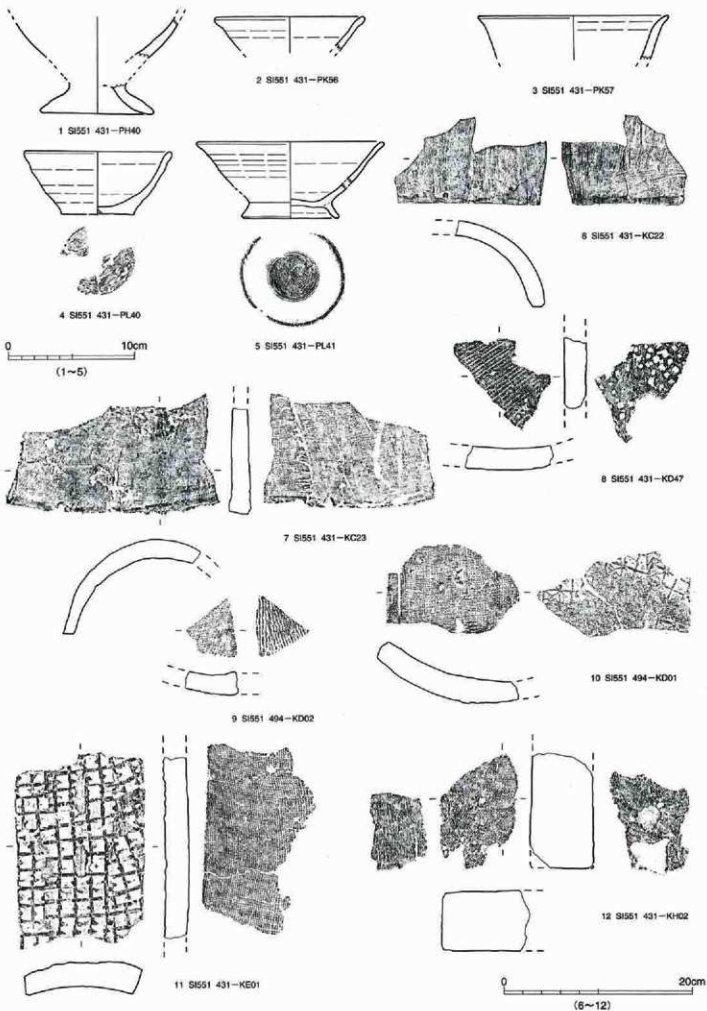 1 SI551 431-PH40
2 SI551 431-PK56
3 SI551 431-PK57
4 SI551 431-PL40
5 SI551 431-PL41
6 SI551 431-KC22
0 10cm
(1~5)
7 SI551 431-KC23
8 SI551 431-KD47
9 SI551 494-KD02
10 SI551 494-KD01
11 SI551 431-KE01
12 SI551 431-KH02
0 20cm
(6~12)